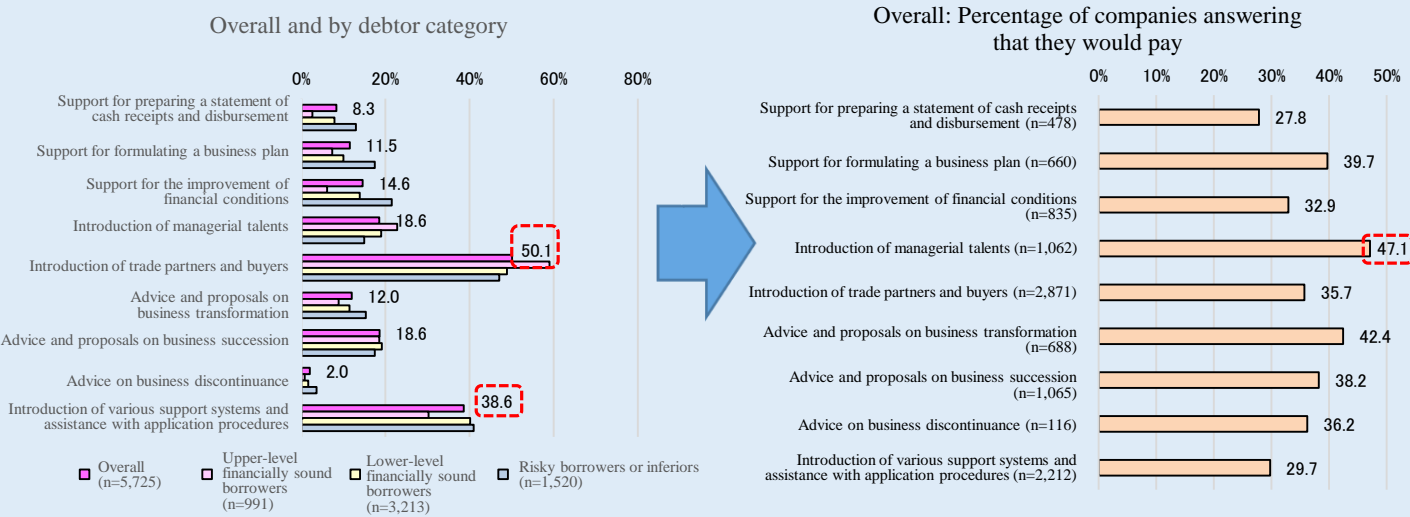 Overall and by debtor category
0% 20% 40% 60% 80%
Support for preparing a statement of
cash receipts and disbursement
8.3
Support for formulating a business plan
11.5
Support for the improvement of
financial conditions
14.6
Introduction of managerial talents
18.6
Introduction of trade partners and buyers
50.1
Advice and proposals on
business transformation
12.0
Advice and proposals on business succession
18.6
Advice on business discontinuance
2.0
Introduction of various support systems and
assistance with application procedures
38.6
Overall
(n=5,725)
Upper-level
financially sound
borrowers
(n=991)
Lower-level
financially sound
borrowers
(n=3,213)
Risky borrowers or inferiors
(n=1,520)
Overall: Percentage of companies answering
that they would pay
0% 10% 20% 30% 40% 50%
Support for preparing a statement of cash receipts
and disbursement (n=478)
27.8
Support for formulating a business plan (n=660)
39.7
Support for the improvement of financial conditions
(n=835)
32.9
Introduction of managerial talents (n=1,062)
47.1
Introduction of trade partners and buyers (n=2,871)
35.7
Advice and proposals on business transformation
(n=688)
42.4
Advice and proposals on business succession
(n=1,065)
38.2
Advice on business discontinuance (n=116)
36.2
Introduction of various support systems and
assistance with application procedures (n=2,212)
29.7